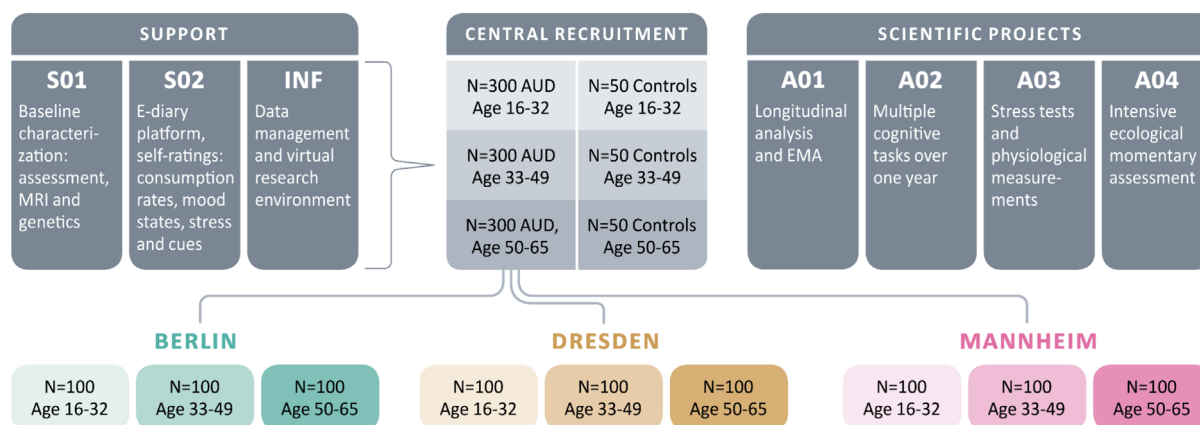 SUPPORT
S01
Baseline
characteri-
zation:
assessment,
MRI and
genetics
S02
E-diary
platform,
self-ratings:
consumption
rates, mood
states, stress
and cues
INF
Data
management
and virtual
research
environment
CENTRAL RECRUITMENT
N=300 AUD
Age 16-32
N=50 Controls
Age 16-32
N=300 AUD
Age 33-49
N=50 Controls
Age 33-49
N=300 AUD,
Age 50-65
N=50 Controls
Age 50-65
SCIENTIFIC PROJECTS
A01
Longitudinal
analysis
and EMA
A02
Multiple
cognitive
tasks over
one year
A03
Stress tests
and
physiological
measure-
ments
A04
Intensive
ecological
momentary
assessment
BERLIN
N=100
Age 16-32
N=100
Age 33-49
N=100
Age 50-65
DRESDEN
N=100
Age 16-32
N=100
Age 33-49
N=100
Age 50-65
MANNHEIM
N=100
Age 16-32
N=100
Age 33-49
N=100
Age 50-65